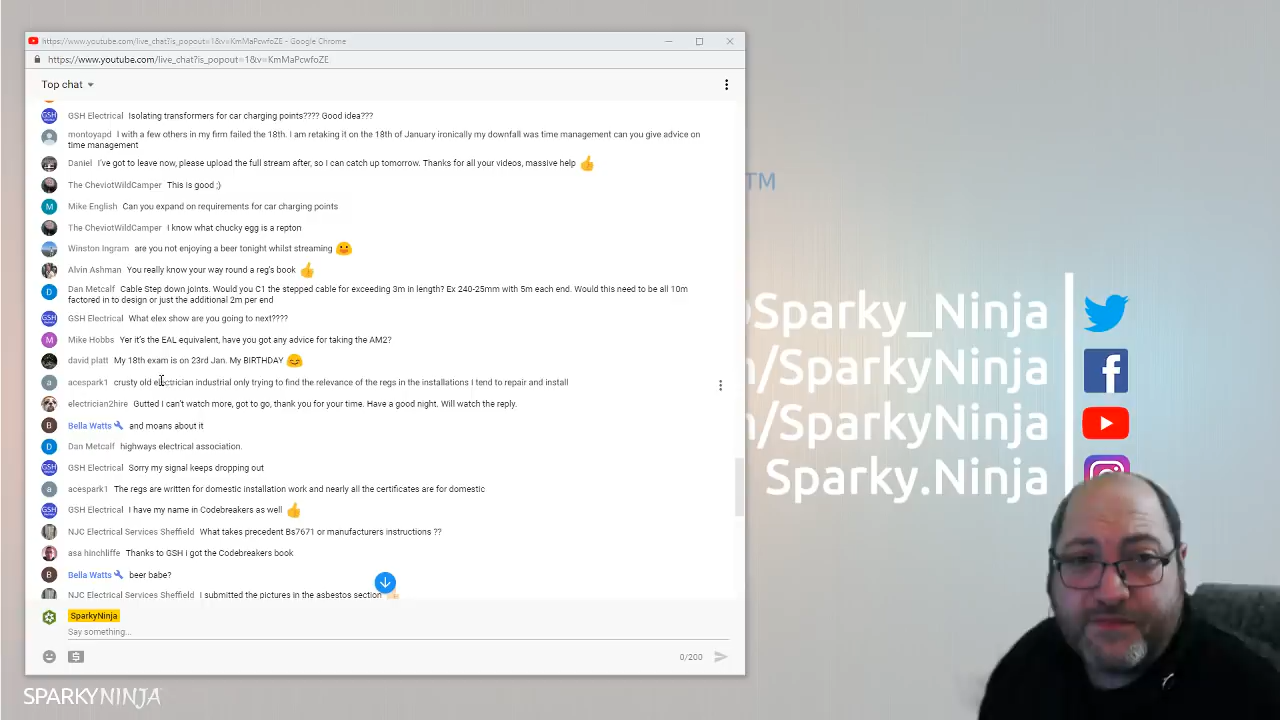 https://www.youtube.com/live_chat?is_popout=1&v=KmMaPcwfoZE - Google Chrome
https://www.youtube.com/live_chat?is_popout=1&v=KmMaPcwfoZE
Top chat
GSH Electrical Isolating transformers for car charging points???? Good idea???
montoyapd I with a few others in my firm failed the 18th. I am retaking it on the 18th of January ironically my downfall was time management can you give advice on
time management
Daniel I've got to leave now, please upload the full stream after, so I can catch up tomorrow. Thanks for all your videos, massive help
The CheviotWildCamper This is good ;)
Mike English Can you expand on requirements for car charging points
The CheviotWildCamper I know what chucky egg is a repton
Winston Ingram are you not enjoying a beer tonight whilst streaming
Alvin Ashman You really know your way round a reg's book
Dan Metcalf Cable Step down joints. Would you C1 the stepped cable for exceeding 3m in length? Ex 240-25mm with 5m each end. Would this need to be all 10m
factored in to design or just the additional 2m per end
GSH Electrical What elex show are you going to next????
Mike Hobbs Yer it's the EAL equivalent, have you got any advice for taking the AM2?
david platt My 18th exam is on 23rd Jan. My BIRTHDAY
acespark1 crusty old electrician industrial only trying to find the relevance of the regs in the installations I tend to repair and install
electrician2hire Gutted I can't watch more, got to go, thank you for your time. Have a good night. Will watch the reply.
Bella Watts and moans about it
Dan Metcalf highways electrical association.
GSH Electrical Sorry my signal keeps dropping out
acespark1 The regs are written for domestic installation work and nearly all the certificates are for domestic
GSH Electrical I have my name in Codebreakers as well
NJC Electrical Services Sheffield What takes precedent Bs7671 or manufacturers instructions ??
asa hinchliffe Thanks to GSH i got the Codebreakers book
Bella Watts beer babe?
NJC Electrical Services Sheffield I submitted the pictures in the asbestos section
SparkyNinja
Say something...
0/200
TM
Sparky_Ninja
/SparkyNinja
/SparkyNinja
Sparky.Ninja
SPARKYNINJA